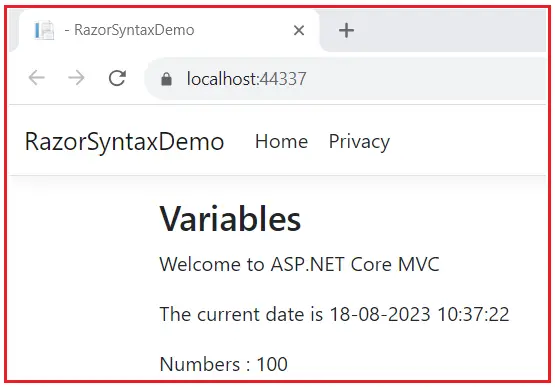 - RazorSyntaxDemo
localhost:44337
RazorSyntaxDemo Home Privacy
Variables
Welcome to ASP.NET Core MVC
The current date is 18-08-2023 10:37:22
Numbers : 100